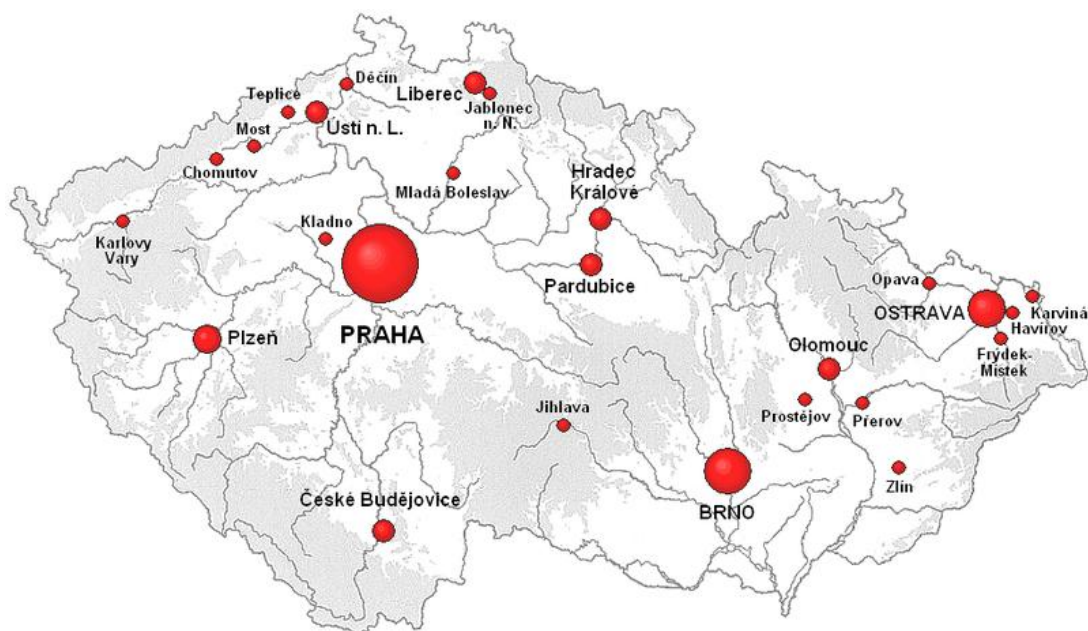 Děčín
Teplice
Liberec
Jablonec
n. N.
Most
Ústí n. L.
Chomutov
Mladá Boleslav
Hradec
Králové
Kladno
Karlovy
Vary
Pardubice
Opava
OSTRAVA
Karviná
Havířov
Frýdek-
Místek
Plzeň
PRAHA
Olomouc
Jihlava
Prostějov
Přerov
Zlín
České Budějovice
BRNO